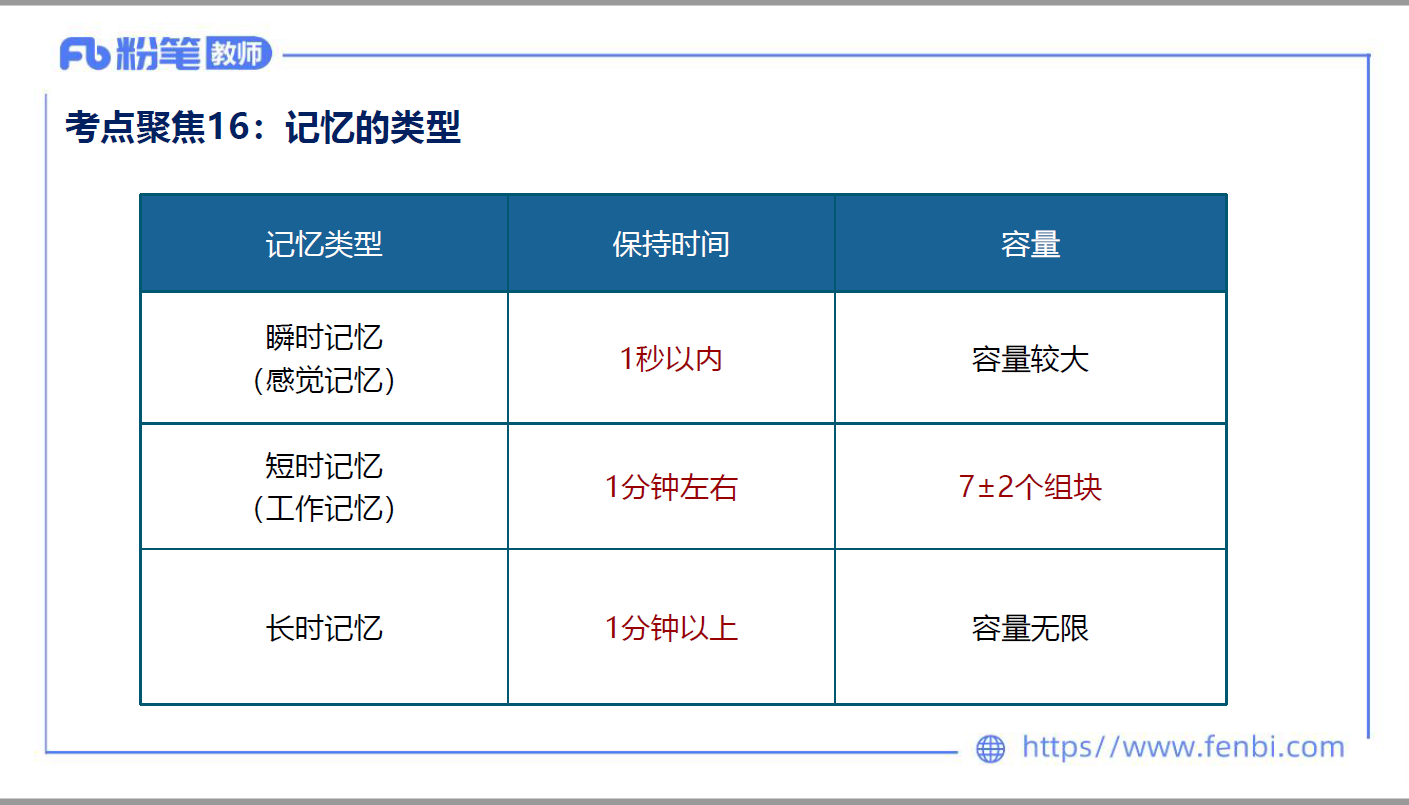 粉笔教师
考点聚焦16：记忆的类型
记忆类型
保持时间
容量
瞬时记忆
（感觉记忆）
1秒以内
容量较大
短时记忆
（工作记忆）
1分钟左右
7±2个组块
长时记忆
1分钟以上
容量无限
https//www.fenbi.com